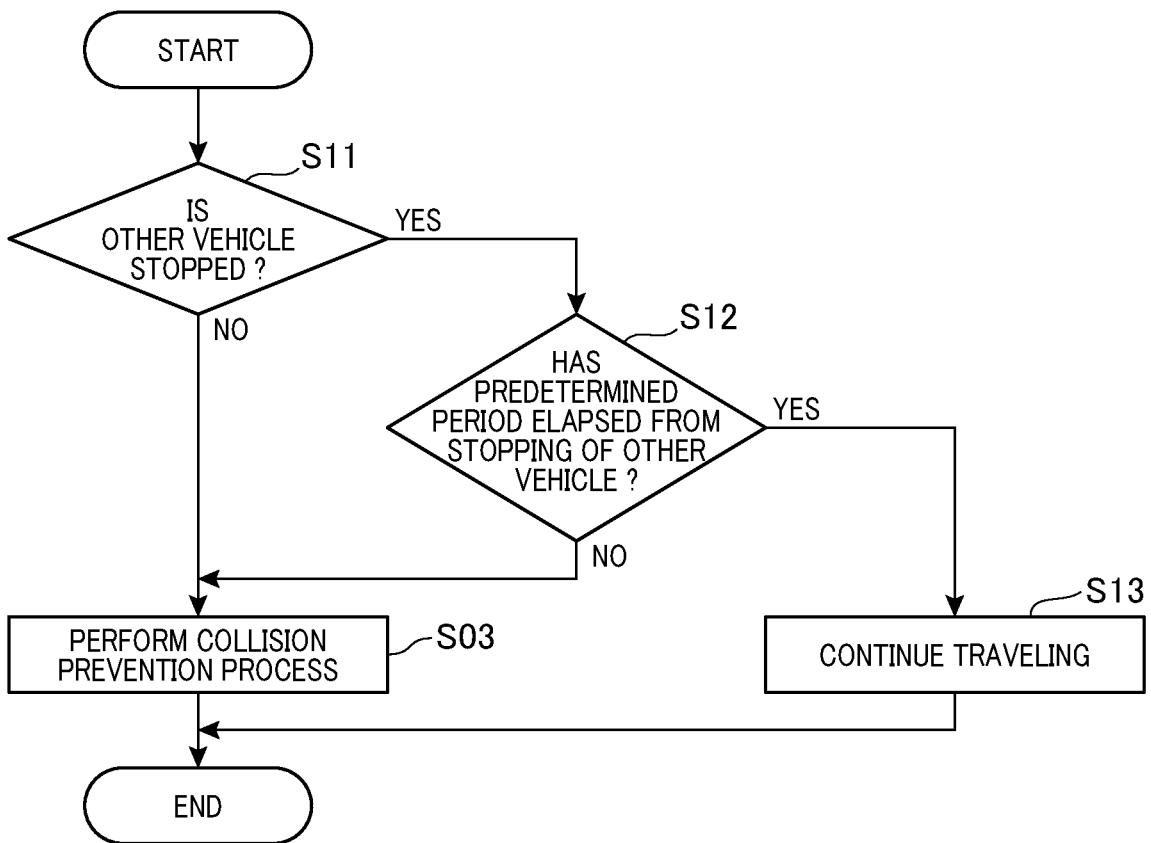 START
S11
IS
OTHER VEHICLE
STOPPED ?
YES
NO
S12
HAS
PREDETERMINED
PERIOD ELAPSED FROM
STOPPING OF OTHER
VEHICLE ?
YES
NO
S03
PERFORM COLLISION
PREVENTION PROCESS
S13
CONTINUE TRAVELING
END